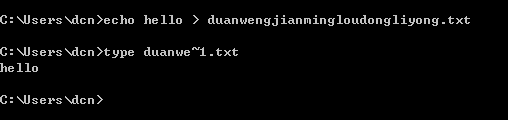 C:\Users\dcn>echo hello > duanwengjianmingloudongliyong.txt
C:\Users\dcn>type duanwe~1.txt
hello
C:\Users\dcn>